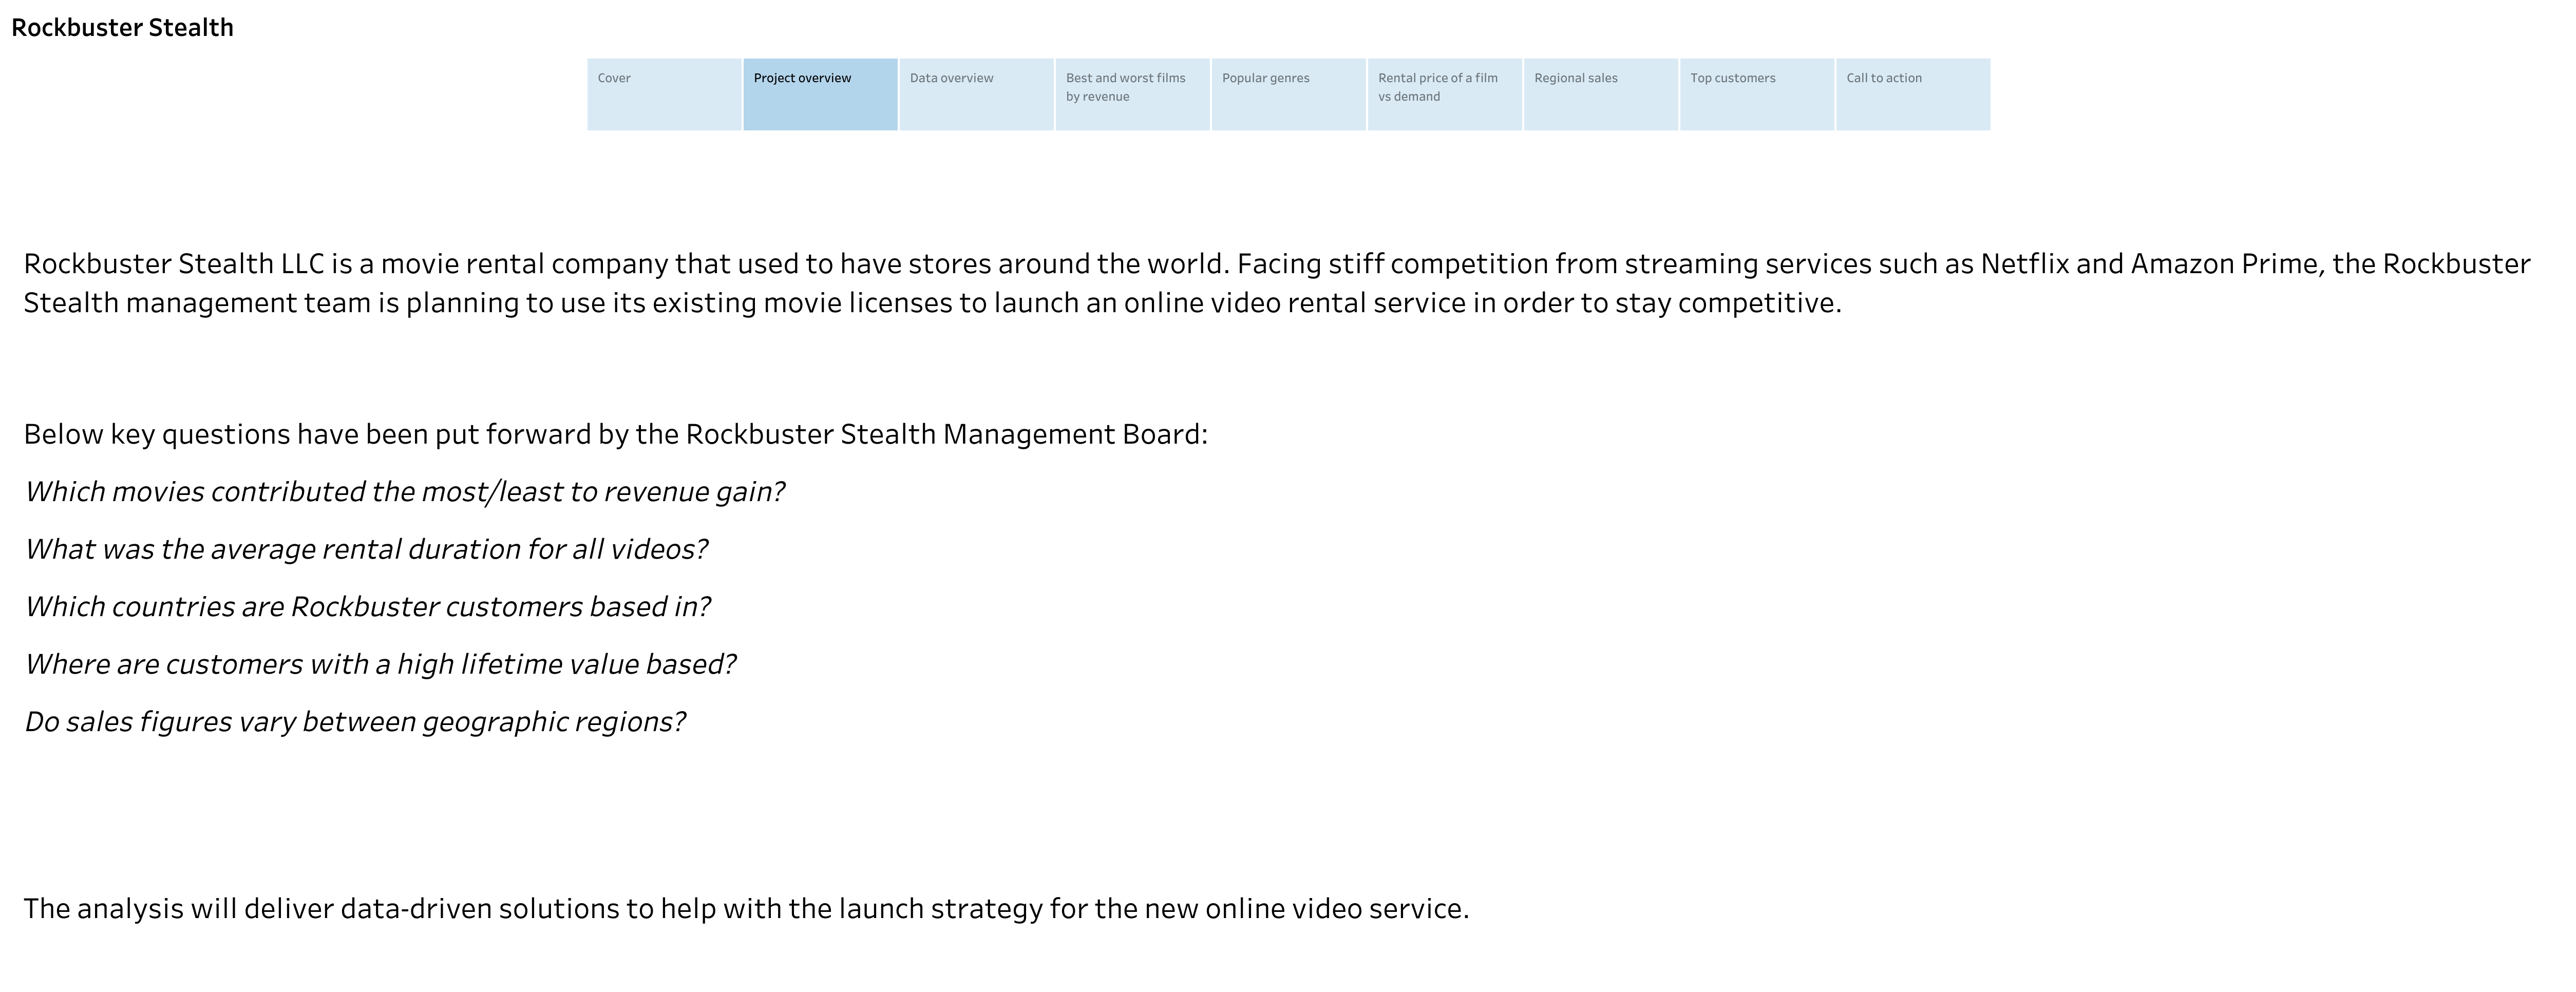 Rockbuster Stealth
Cover
Project overview
Data overview
Best and worst films
by revenue
Popular genres
Rental price of a film
vs demand
Regional sales
Top customers
Call to action
Rockbuster Stealth LLC is a movie rental company that used to have stores around the world. Facing stiff competition from streaming services such as Netflix and Amazon Prime, the Rockbuster
Stealth management team is planning to use its existing movie licenses to launch an online video rental service in order to stay competitive.
Below key questions have been put forward by the Rockbuster Stealth Management Board:
Which movies contributed the most/least to revenue gain?
What was the average rental duration for all videos?
Which countries are Rockbuster customers based in?
Where are customers with a high lifetime value based?
Do sales figures vary between geographic regions?
The analysis will deliver data-driven solutions to help with the launch strategy for the new online video service.